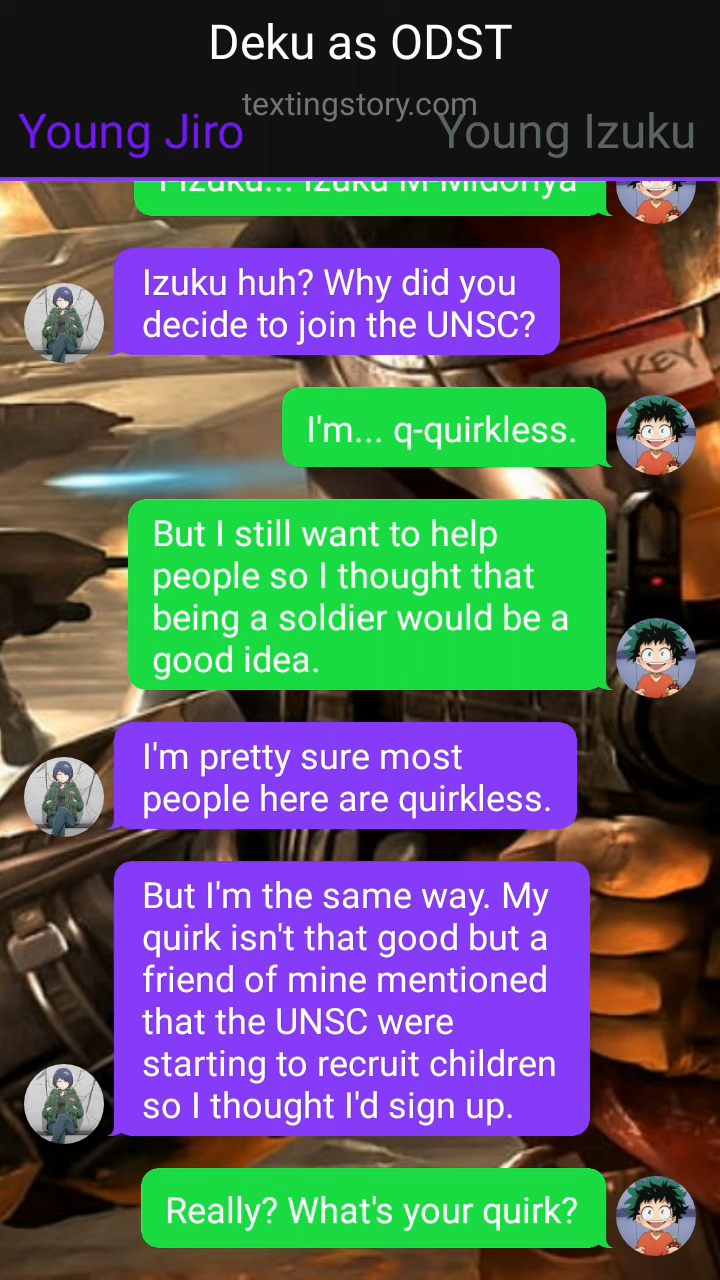 Deku as ODST
textingstory.com
Young Jiro
Young Izuku
I-Izuku... Izuku M-Midoriya
Izuku huh? Why did you
decide to join the UNSC?
I'm... q-quirkless.
But I still want to help
people so I thought that
being a soldier would be a
good idea.
I'm pretty sure most
people here are quirkless.
But I'm the same way. My
quirk isn't that good but a
friend of mine mentioned
that the UNSC were
starting to recruit children
so I thought I'd sign up.
Really? What's your quirk?